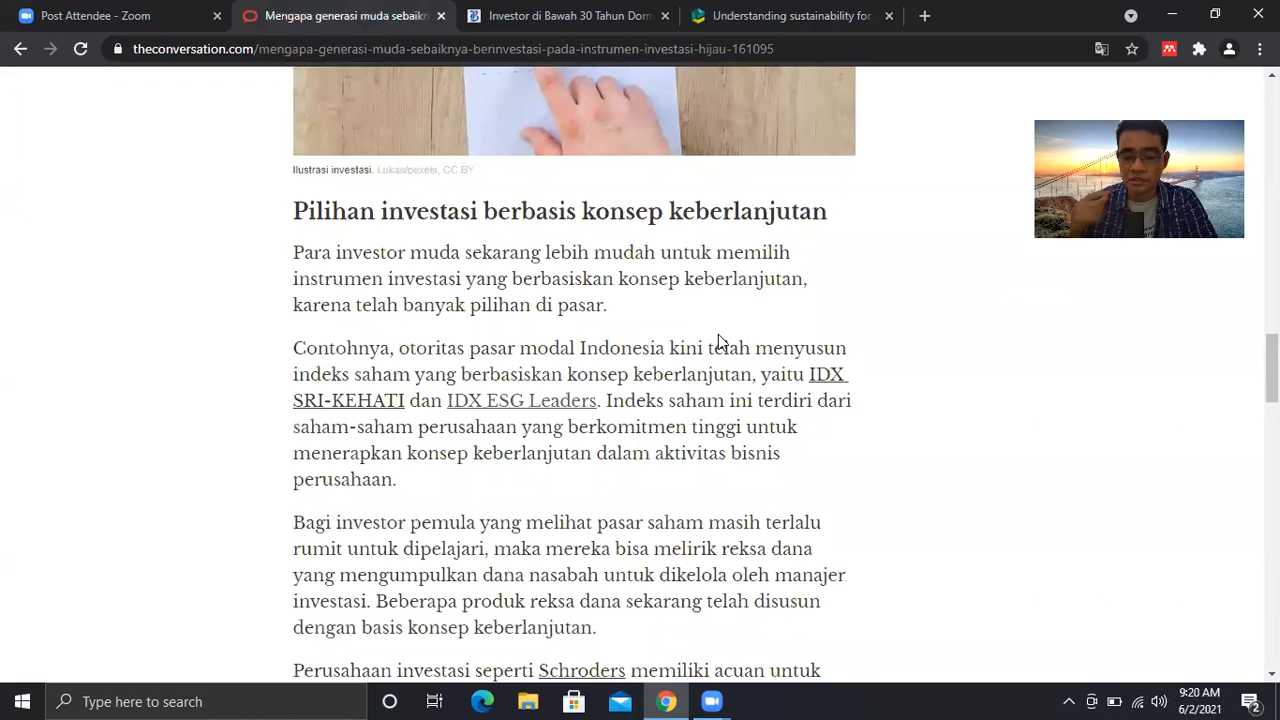 Post Attendee - Zoom
Mengapa generasi muda sebaikn
Investor di Bawah 30 Tahun Dom
Understanding sustainability for
theconversation.com/mengapa-generasi-muda-sebaiknya-berinvestasi-pada-instrumen-investasi-hijau-161095
Ilustrasi investasi. Lukas/pexels, CC BY
Pilihan investasi berbasis konsep keberlanjutan
Para investor muda sekarang lebih mudah untuk memilih
instrumen investasi yang berbasiskan konsep keberlanjutan,
karena telah banyak pilihan di pasar.
Contohnya, otoritas pasar modal Indonesia kini telah menyusun
indeks saham yang berbasiskan konsep keberlanjutan, yaitu IDX
SRI-KEHATI dan IDX ESG Leaders. Indeks saham ini terdiri dari
saham-saham perusahaan yang berkomitmen tinggi untuk
menerapkan konsep keberlanjutan dalam aktivitas bisnis
perusahaan.
Bagi investor pemula yang melihat pasar saham masih terlalu
rumit untuk dipelajari, maka mereka bisa melirik reksa dana
yang mengumpulkan dana nasabah untuk dikelola oleh manajer
investasi. Beberapa produk reksa dana sekarang telah disusun
dengan basis konsep keberlanjutan.
Perusahaan investasi seperti Schroders memiliki acuan untuk
Type here to search
9:20 AM
6/2/2021
2